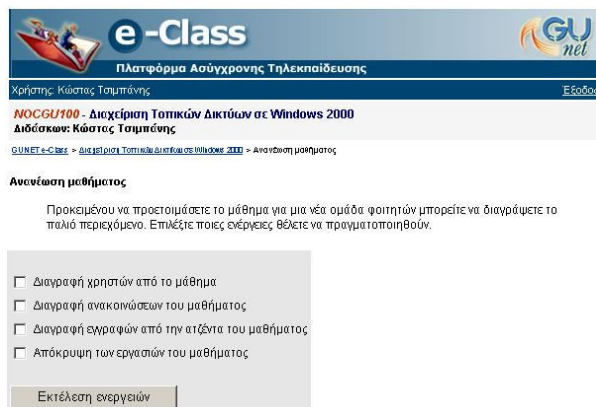 e-Class
GUnet
Πλατφόρμα Ασύγχρονης Τηλεκπαίδευσης
Χρήστης: Κώστας Τσιμπάνης Έξοδος
NOCGU100 - Διαχείριση Τοπικών Δικτύων σε Windows 2000
Διδάσκων: Κώστας Τσιμπάνης
GUNET e-Class > Διαχείριση Τοπικών Δικτύων σε Windows 2000 > Ανανέωση μαθήματος
Ανανέωση μαθήματος
Προκειμένου να προετοιμάσετε το μάθημα για μια νέα ομάδα φοιτητών μπορείτε να διαγράψετε το
παλιό περιεχόμενο. Επιλέξτε ποιες ενέργειες θέλετε να πραγματοποιηθούν.
Διαγραφή χρηστών από το μάθημα
Διαγραφή ανακοινώσεων του μαθήματος
Διαγραφή εγγραφών από την ατζέντα του μαθήματος
Απόκρυψη των εργασιών του μαθήματος
Εκτέλεση ενεργειών